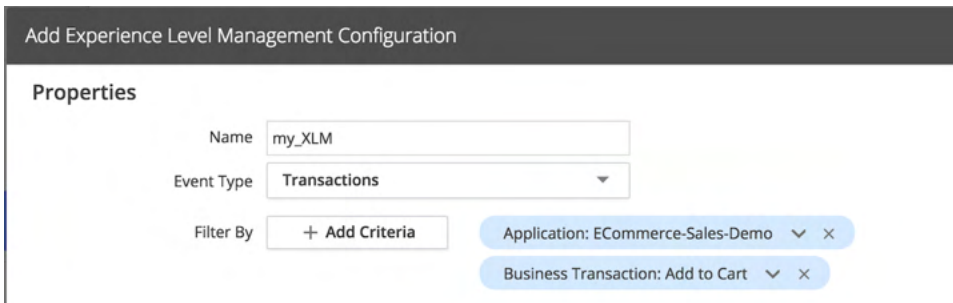 Add Experience Level Management Configuration
Properties
Name my_XLM
Event Type Transactions
Filter By + Add Criteria Application: ECommerce-Sales-Demo
Business Transaction: Add to Cart